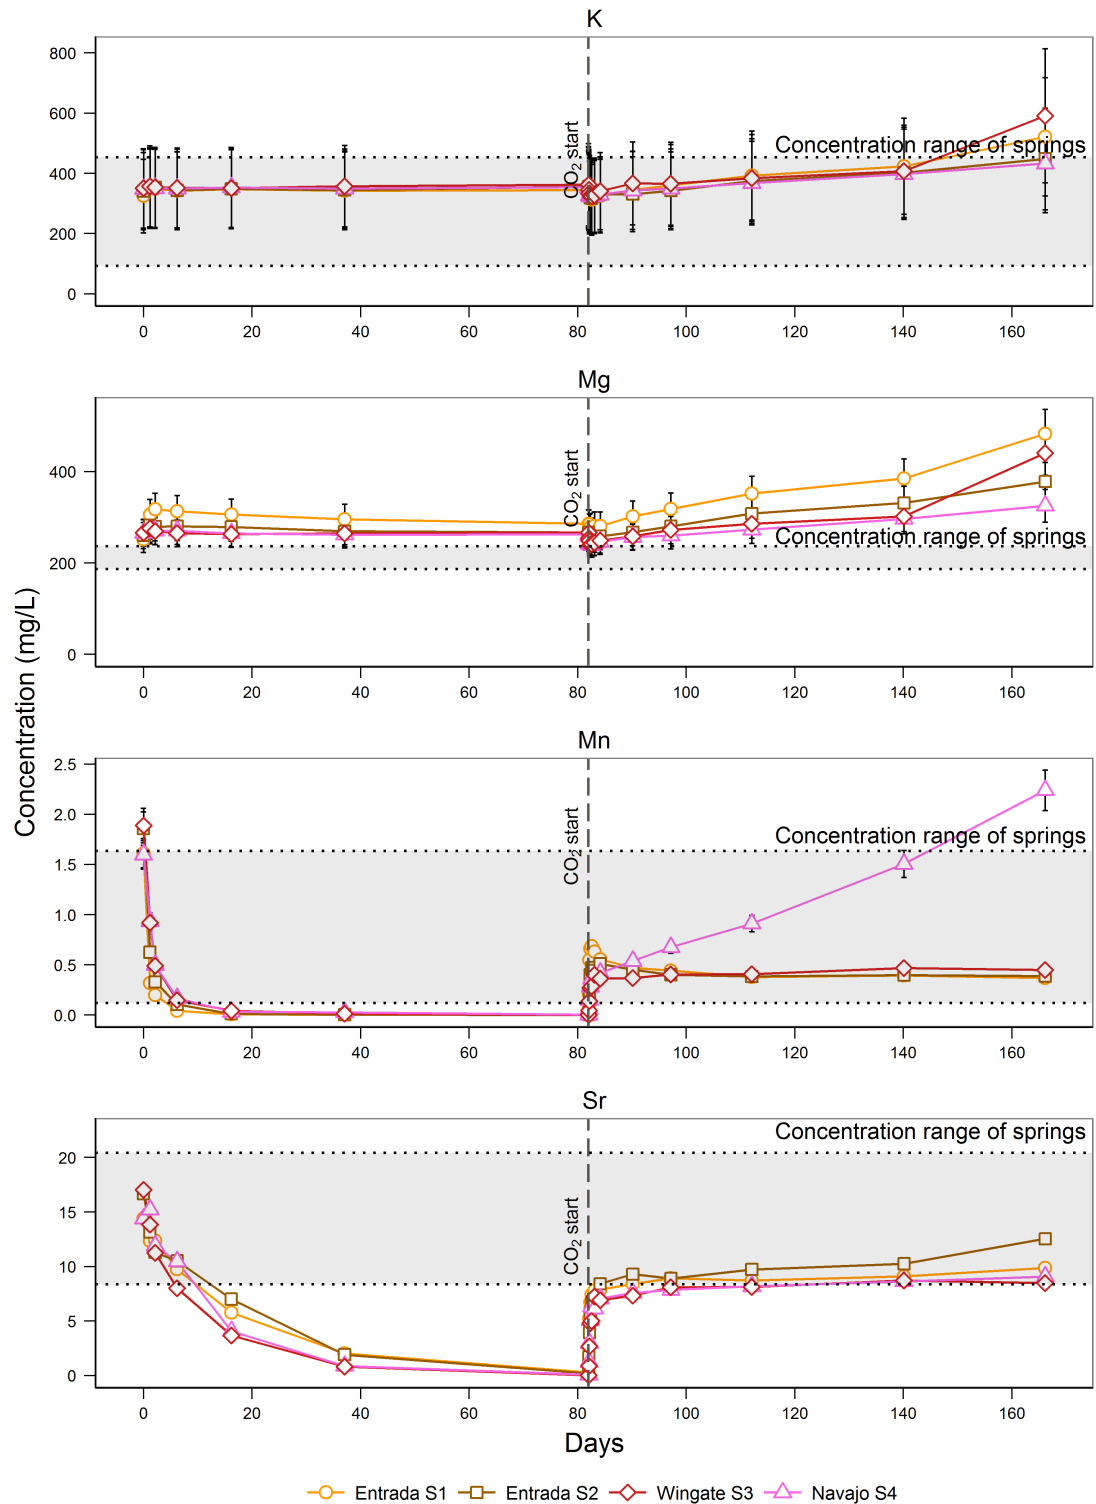 K
800
600
400
200
0
CO2 start
Concentration range of springs
0 20 40 60 80 100 120 140 160
Mg
400
200
0
CO2 start
Concentration range of springs
0 20 40 60 80 100 120 140 160
Concentration (mg/L)
Mn
2.5
2.0
1.5
1.0
0.5
0.0
CO2 start
Concentration range of springs
0 20 40 60 80 100 120 140 160
Sr
20
15
10
5
0
CO2 start
Concentration range of springs
0 20 40 60 80 100 120 140 160
Days
Entrada S1 Entrada S2 Wingate S3 Navajo S4